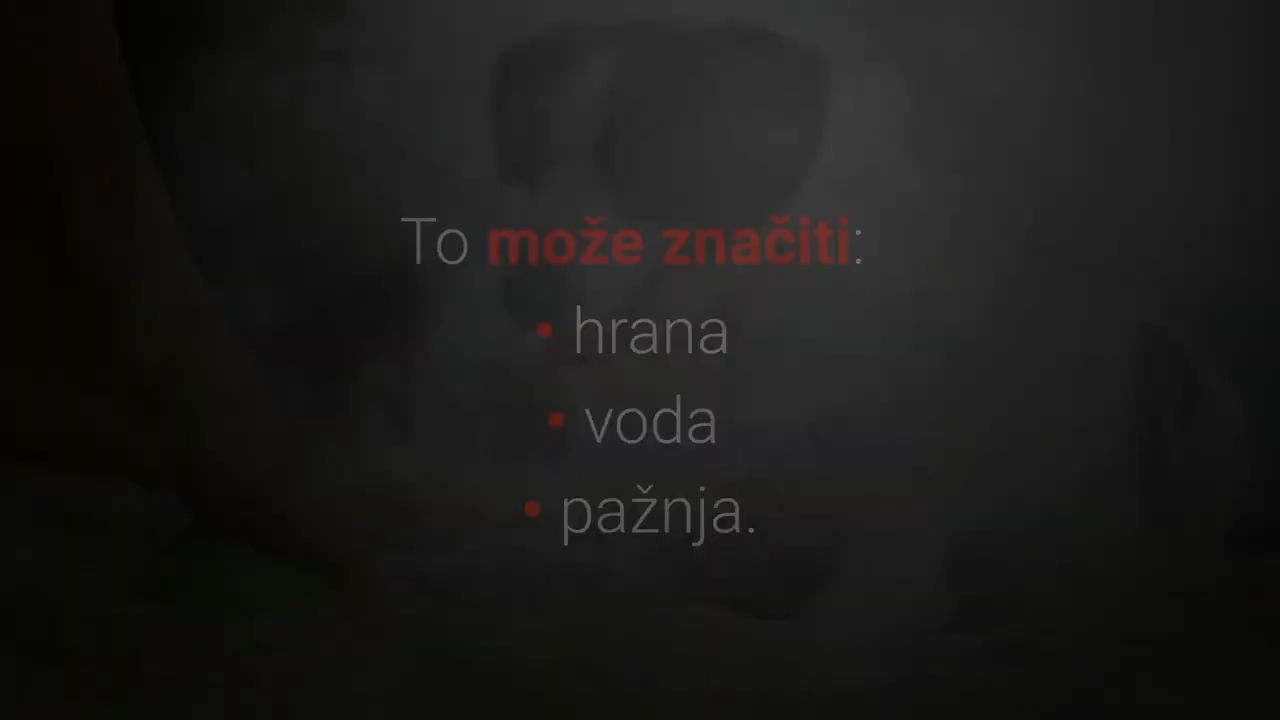 To može značiti:
• hrana
• voda
• pažnja.